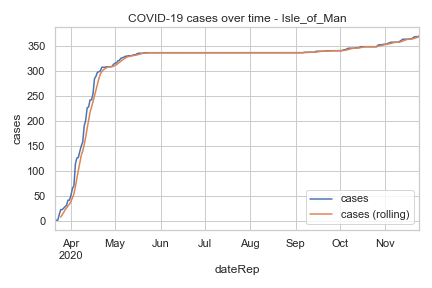 COVID-19 cases over time - Isle_of_Man
cases
350
300
250
200
150
100
50
0
Apr
2020
May
Jun
Jul
Aug
Sep
Oct
Nov
dateRep
cases
cases (rolling)